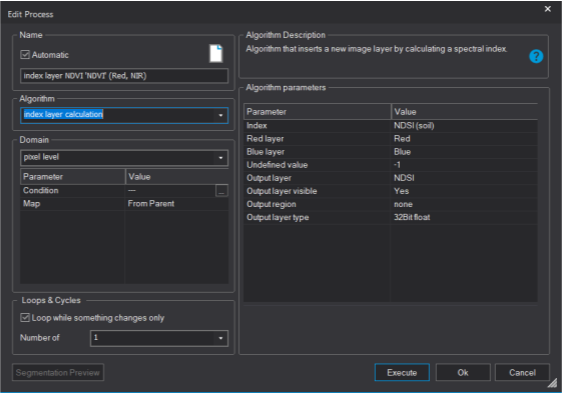 Edit Process
Name
Automatic
index layer NDVI 'NDVI' (Red, NIR)
Algorithm
index layer calculation
Domain
pixel level
Parameter Value
Condition —
...
Map From Parent
Loops & Cycles
Loop while something changes only
Number of 1
Segmentation Preview
Algorithm Description
Algorithm that inserts a new image layer by calculating a spectral index.
?
Algorithm parameters
Parameter Value
Index NDSI (soil)
Red layer Red
Blue layer Blue
Undefined value -1
Output layer NDSI
Output layer visible Yes
Output region none
Output layer type 32Bit float
Execute Ok Cancel